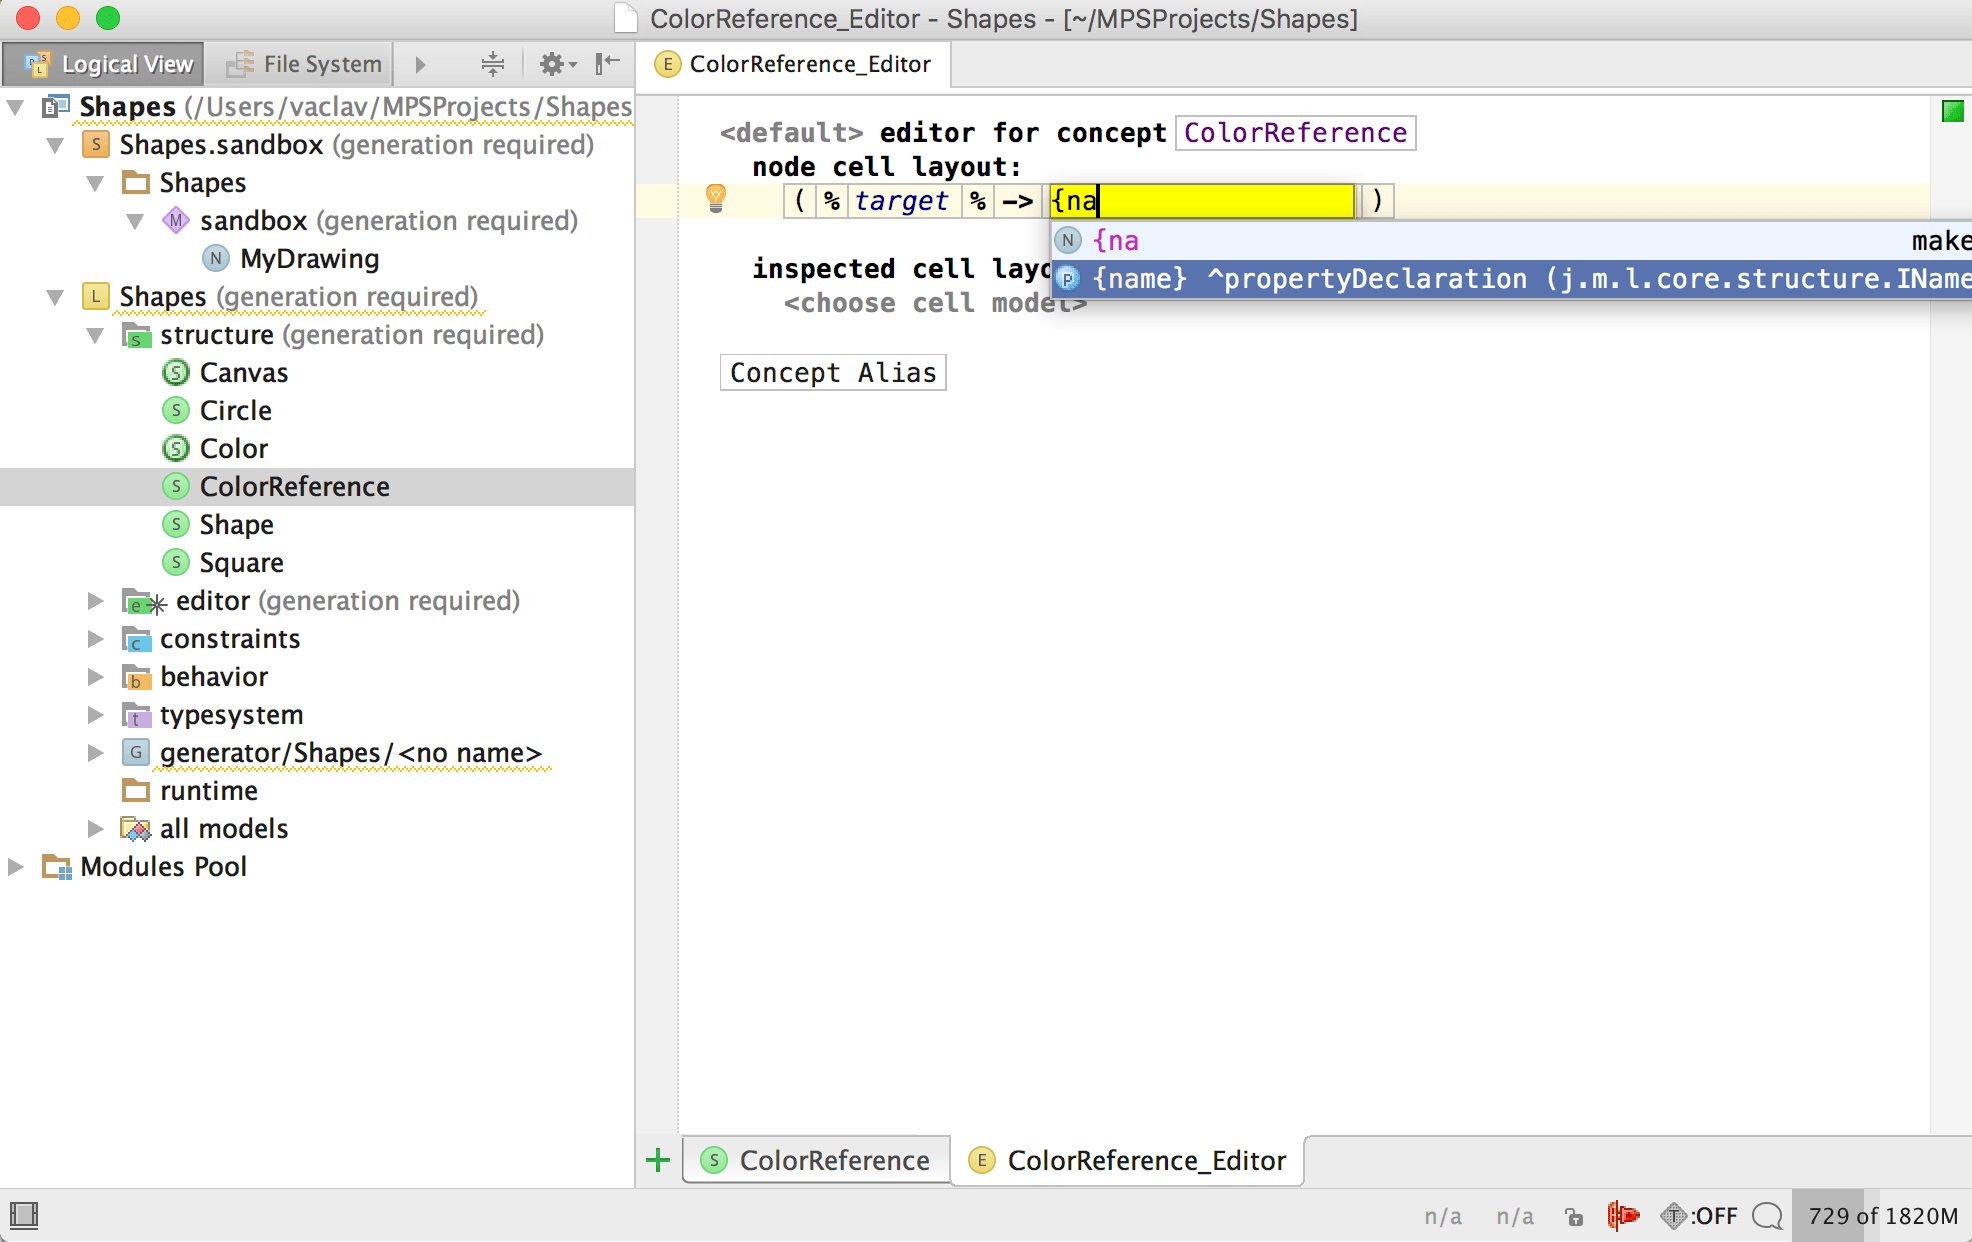 ColorReference_Editor - Shapes - [~/MPSProjects/Shapes]
Logical View
File System
E ColorReference_Editor
Shapes (/Users/vaclav/MPSProjects/Shapes
S Shapes.sandbox (generation required)
Shapes
M sandbox (generation required)
N MyDrawing
L Shapes (generation required)
s structure (generation required)
S Canvas
S Circle
S Color
S ColorReference
S Shape
S Square
e editor (generation required)
c constraints
b behavior
t typesystem
G generator/Shapes/<no name>
runtime
all models
Modules Pool
<default> editor for concept ColorReference
node cell layout:
( % target % -> {na )
N {na make
P {name} ^propertyDeclaration (j.m.l.core.structure.IName
inspected cell layo
<choose cell model>
Concept Alias
S ColorReference
E ColorReference_Editor
n/a n/a T :OFF 729 of 1820M